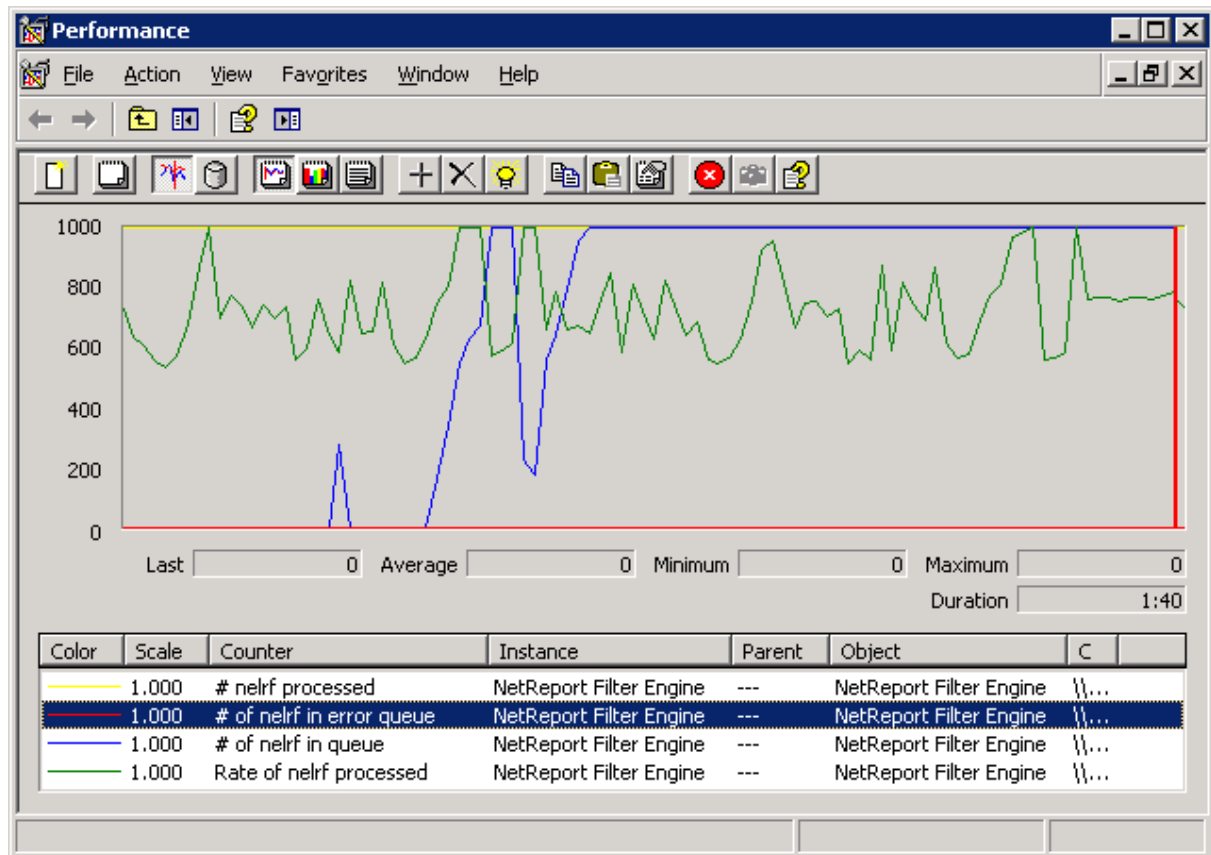 Performance
File Action View Favorites Window Help
1000
800
600
400
200
0
Last 0 Average 0 Minimum 0 Maximum 0
Duration 1:40
Color Scale Counter Instance Parent Object C
1.000 # nelrf processed NetReport Filter Engine --- NetReport Filter Engine \\...
1.000 # of nelrf in error queue NetReport Filter Engine --- NetReport Filter Engine \\...
1.000 # of nelrf in queue NetReport Filter Engine --- NetReport Filter Engine \\...
1.000 Rate of nelrf processed NetReport Filter Engine --- NetReport Filter Engine \\...